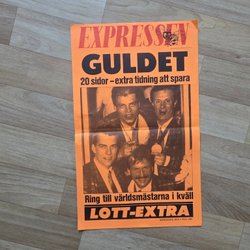 EXPRESSEN
GULDET
20 sidor – extra tidning att spara
Ring till världsmästarna i kväll
LOTT-EXTRA